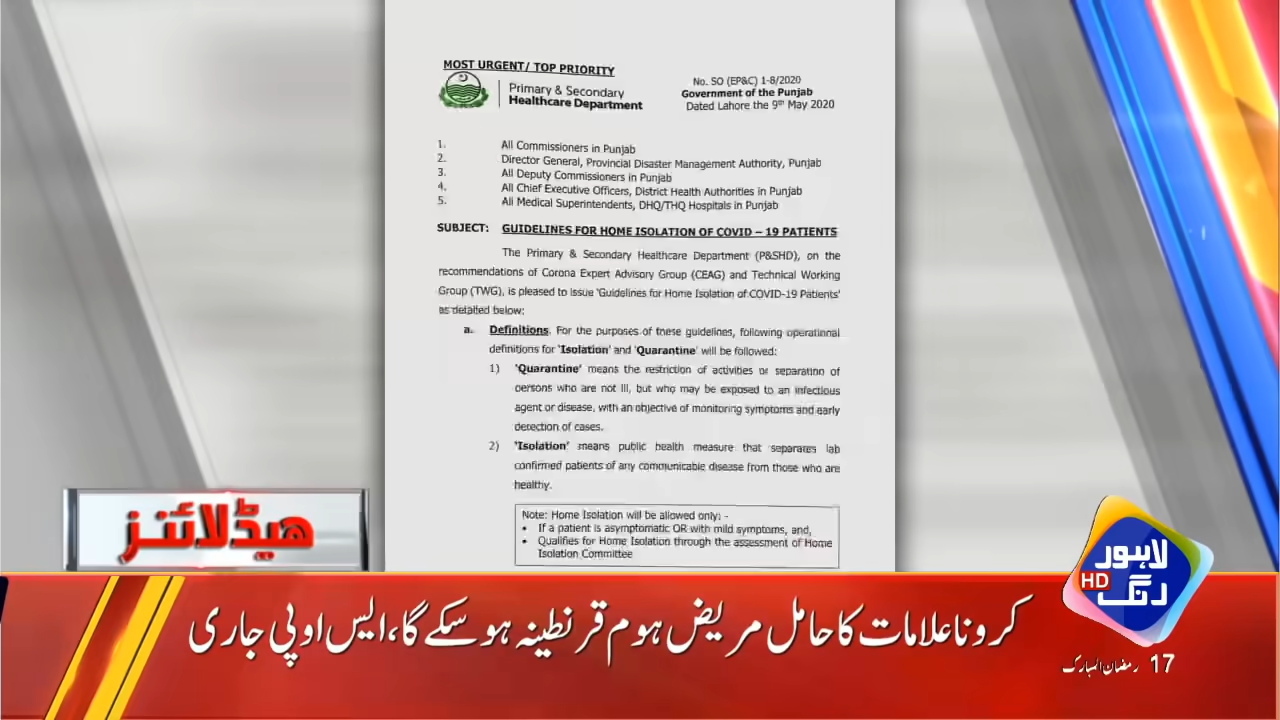 MOST URGENT/ TOP PRIORITY
Primary & Secondary
Healthcare Department
No. SO (EP&C) 1-8/2020
Government of the Punjab
Dated Lahore the 9th May 2020
1. All Commissioners in Punjab
2. Director General, Provincial Disaster Management Authority, Punjab
3. All Deputy Commissioners in Punjab
4. All Chief Executive Officers, District Health Authorities in Punjab
5. All Medical Superintendents, DHQ/THQ Hospitals in Punjab
SUBJECT: GUIDELINES FOR HOME ISOLATION OF COVID – 19 PATIENTS
The Primary & Secondary Healthcare Department (P&SHD), on the
recommendations of Corona Expert Advisory Group (CEAG) and Technical Working
Group (TWG), is pleased to issue 'Guidelines for Home Isolation of COVID-19 Patients'
as detailed below:
a. Definitions. For the purposes of these guidelines, following operational
definitions for 'Isolation' and 'Quarantine' will be followed:
1) 'Quarantine' means the restriction of activities or separation of
persons who are not ill, but who may be exposed to an infectious
agent or disease, with an objective of monitoring symptoms and early
detection of cases.
2) 'Isolation' means public health measure that separates lab
confirmed patients of any communicable disease from those who are
healthy.
Note: Home Isolation will be allowed only: -
• If a patient is asymptomatic OR with mild symptoms, and,
• Qualifies for Home Isolation through the assessment of Home
Isolation Committee
ہیڈلائنز
لاہور
رنگ HD
کرونا علامات کا حامل مریض ہوم قرنطینہ ہو سکے گا، ایس او پی جاری
17 رمضان المبارک